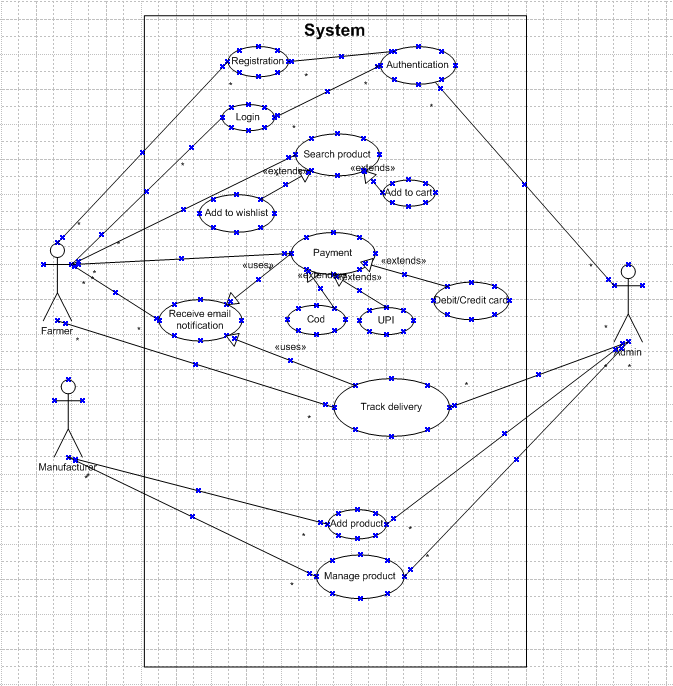 System
Registration
Authentication
Login
Search product
«extends»
«extends»
Add to cart
Add to wishlist
Payment
«extends»
«uses»
«extends»
«extends»
Debit/Credit card
Receive email
notification
Cod
UPI
Farmer
Admin
«uses»
Track delivery
Manufacturer
Add product
Manage product